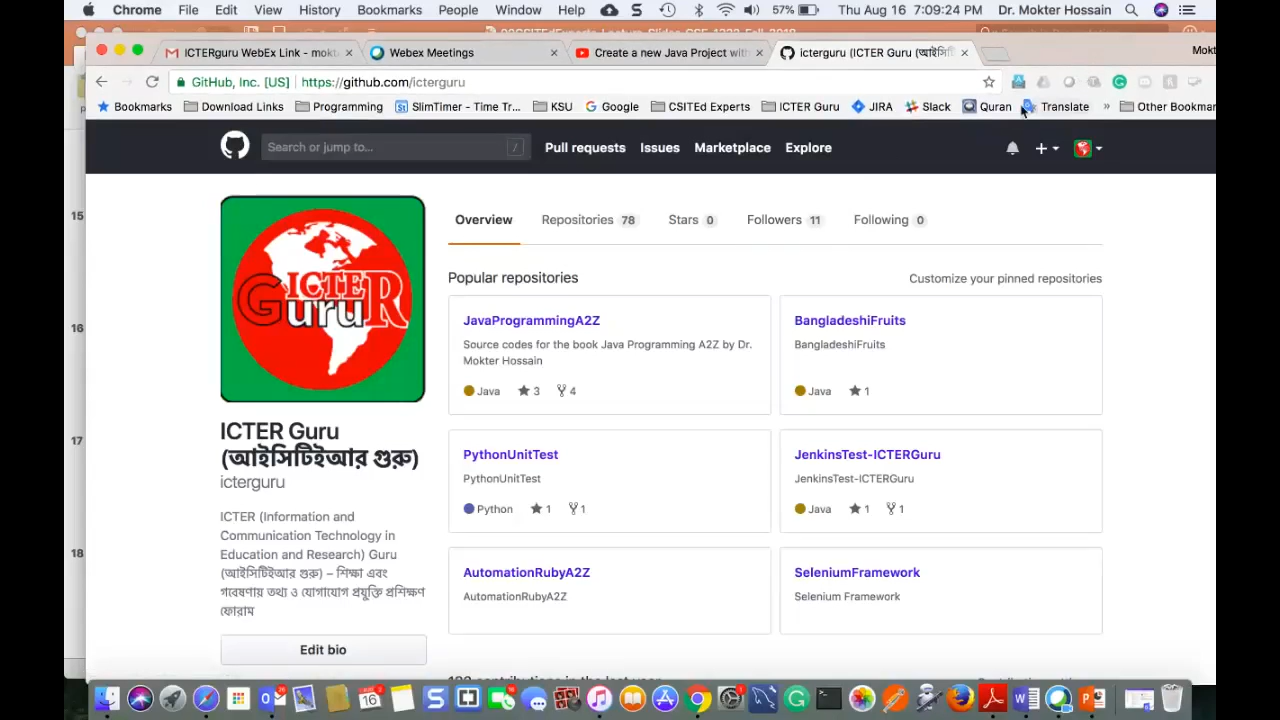 Chrome File Edit View History Bookmarks People Window Help 57% Thu Aug 16 7:09:24 PM Dr. Mokter Hossain
ICTERguru WebEx Link - mokt Webex Meetings Create a new Java Project with icterguru (ICTER Guru (আইসিটি Mokt
GitHub, Inc. [US] https://github.com/icterguru
Bookmarks Download Links Programming SlimTimer - Time Tr... KSU Google CSITEd Experts ICTER Guru JIRA Slack Quran Translate » Other Bookmar
Search or jump to... / Pull requests Issues Marketplace Explore
15
16
17
18
Overview Repositories 78 Stars 0 Followers 11 Following 0
ICTER
Guru
Popular repositories Customize your pinned repositories
JavaProgrammingA2Z
Source codes for the book Java Programming A2Z by Dr.
Mokter Hossain
Java 3 4
BangladeshiFruits
BangladeshiFruits
Java 1
PythonUnitTest
PythonUnitTest
Python 1 1
JenkinsTest-ICTERGuru
JenkinsTest-ICTERGuru
Java 1 1
AutomationRubyA2Z
AutomationRubyA2Z
SeleniumFramework
Selenium Framework
ICTER Guru
(আইসিটিইআর গুরু)
icterguru
ICTER (Information and
Communication Technology in
Education and Research) Guru
(আইসিটিইআর গুরু) – শিক্ষা এবং
গবেষণায় তথ্য ও যোগাযোগ প্রযুক্তি প্রশিক্ষণ
ফোরাম
Edit bio